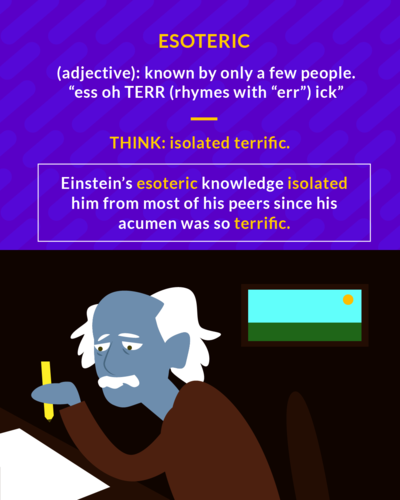 ESOTERIC
(adjective): known by only a few people.
“ess oh TERR (rhymes with “err”) ick”
THINK: isolated terrific.
Einstein’s esoteric knowledge isolated
him from most of his peers since his
acumen was so terrific.